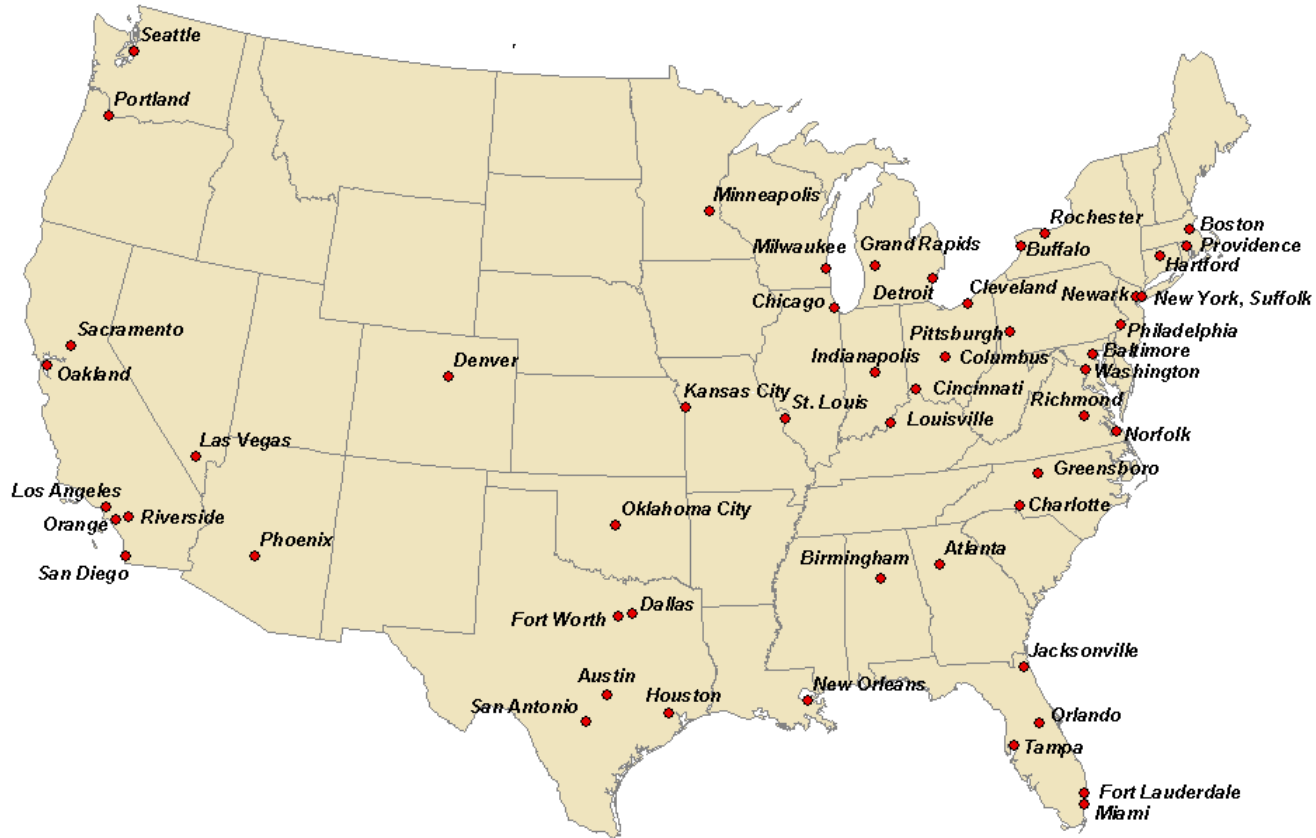 Seattle
Portland
Minneapolis
Rochester
Boston
Milwaukee
Grand Rapids
Buffalo
Providence
Hartford
Chicago
Detroit
Cleveland
Newark
New York, Suffolk
Sacramento
Pittsburgh
Philadelphia
Oakland
Denver
Indianapolis
Columbus
Baltimore
Washington
Kansas City
St. Louis
Cincinnati
Richmond
Louisville
Norfolk
Las Vegas
Greensboro
Los Angeles
Orange
Riverside
Oklahoma City
Charlotte
Phoenix
San Diego
Birmingham
Atlanta
Fort Worth
Dallas
Jacksonville
Austin
San Antonio
Houston
New Orleans
Orlando
Tampa
Fort Lauderdale
Miami